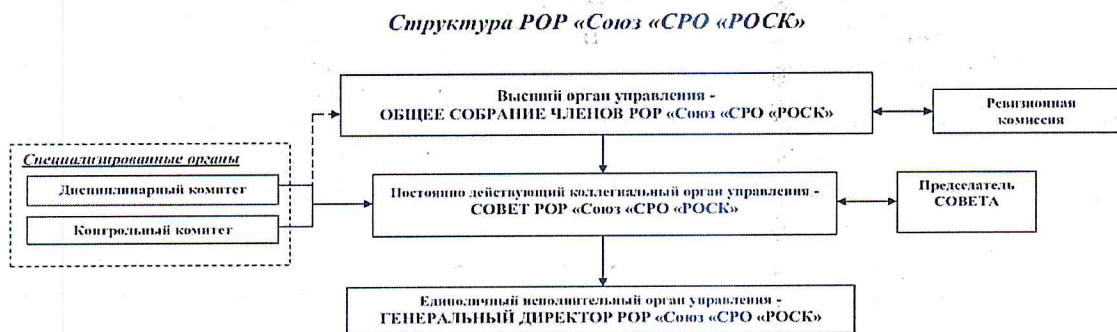 Структура РОР «Союз «СРО «РОСК»
Высший орган управления -
ОБЩЕЕ СОБРАНИЕ ЧЛЕНОВ РОР «Союз «СРО «РОСК»
Ревизионная
комиссия
Специализированные органы
Дисциплинарный комитет
Контрольный комитет
Постоянно действующий коллегиальный орган управления -
СОВЕТ РОР «Союз «СРО «РОСК»
Председатель
СОВЕТА
Единоличный исполнительный орган управления -
ГЕНЕРАЛЬНЫЙ ДИРЕКТОР РОР «Союз «СРО «РОСК»